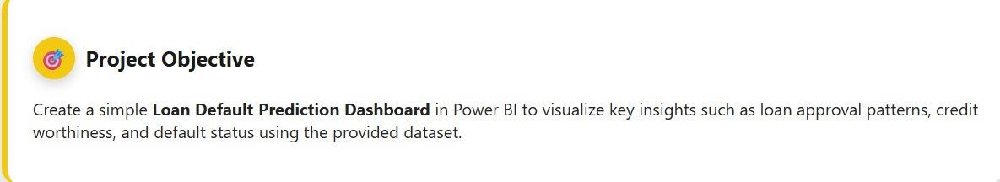 Project Objective
Create a simple Loan Default Prediction Dashboard in Power BI to visualize key insights such as loan approval patterns, credit
worthiness, and default status using the provided dataset.